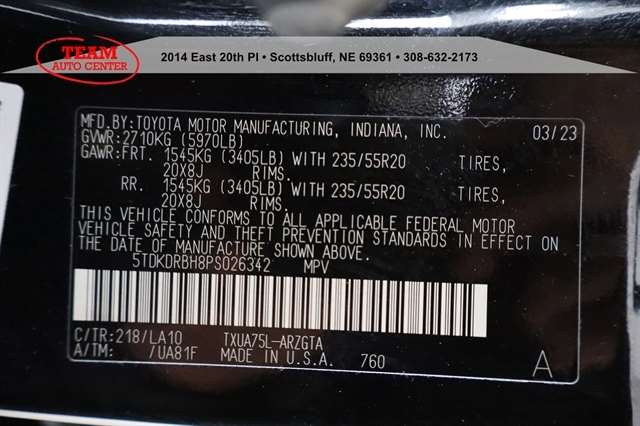 TEAM
AUTO CENTER
2014 East 20th Pl • Scottsbluff, NE 69361 • 308-632-2173
MFD.BY:TOYOTA MOTOR MANUFACTURING, INDIANA, INC. 03/23
GVWR:2710KG (5970LB)
GAWR:FRT. 1545KG (3405LB) WITH 235/55R20 TIRES,
20X8J RIMS.
RR. 1545KG (3405LB) WITH 235/55R20 TIRES,
20X8J RIMS.
THIS VEHICLE CONFORMS TO ALL APPLICABLE FEDERAL MOTOR
VEHICLE SAFETY AND THEFT PREVENTION STANDARDS IN EFFECT ON
THE DATE OF MANUFACTURE SHOWN ABOVE.
5TDKDRBH8PS026342 MPV
C/TR:218/LA10 TXUA75L-ARZGTA
A/TM: /UA81F MADE IN U.S.A. 760 A